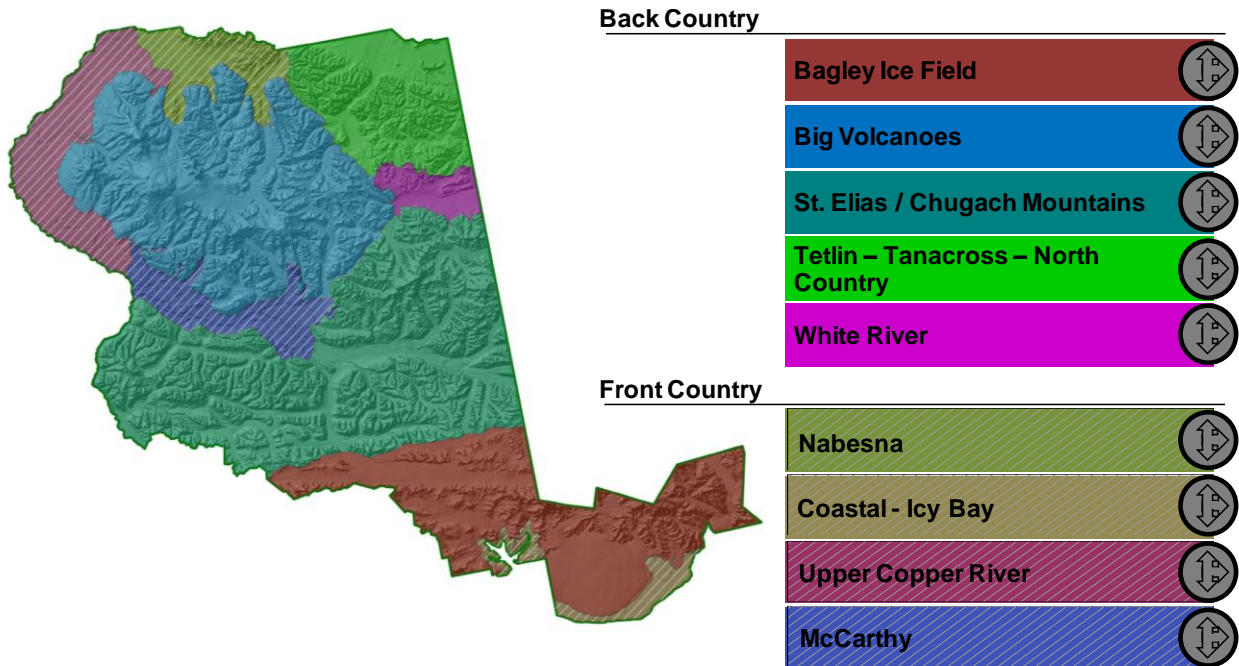 Back Country
Bagley Ice Field
Big Volcanoes
St. Elias / Chugach Mountains
Tetlin – Tanacross – North
Country
White River
Front Country
Nabesna
Coastal - Icy Bay
Upper Copper River
McCarthy